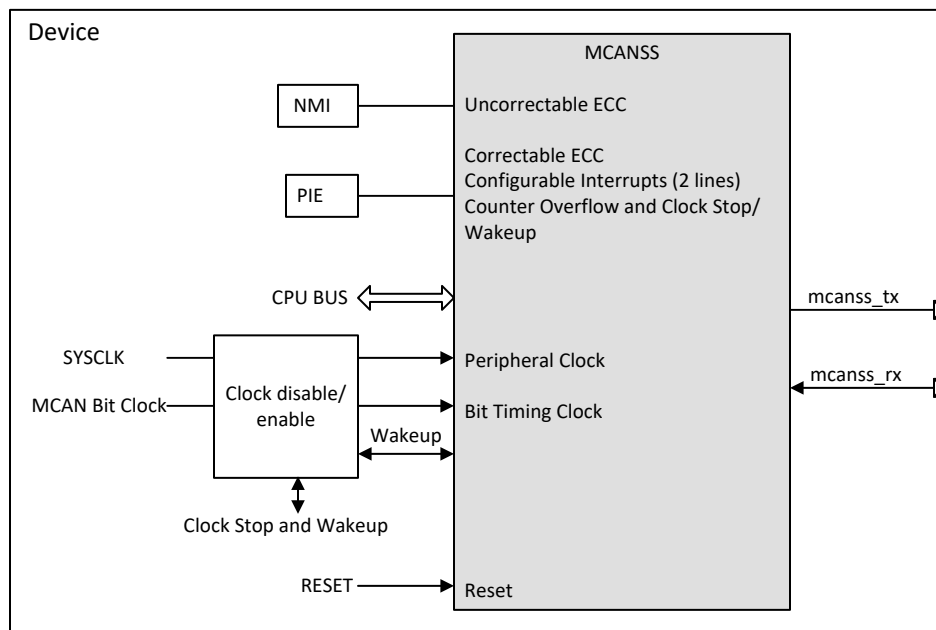 Device
MCANSS
NMI
Uncorrectable ECC
Correctable ECC
Configurable Interrupts (2 lines)
PIE
Counter Overflow and Clock Stop/
Wakeup
CPU BUS
mcanss_tx
SYSCLK
Peripheral Clock
mcanss_rx
Clock disable/
enable
MCAN Bit Clock
Bit Timing Clock
Wakeup
Clock Stop and Wakeup
RESET
Reset